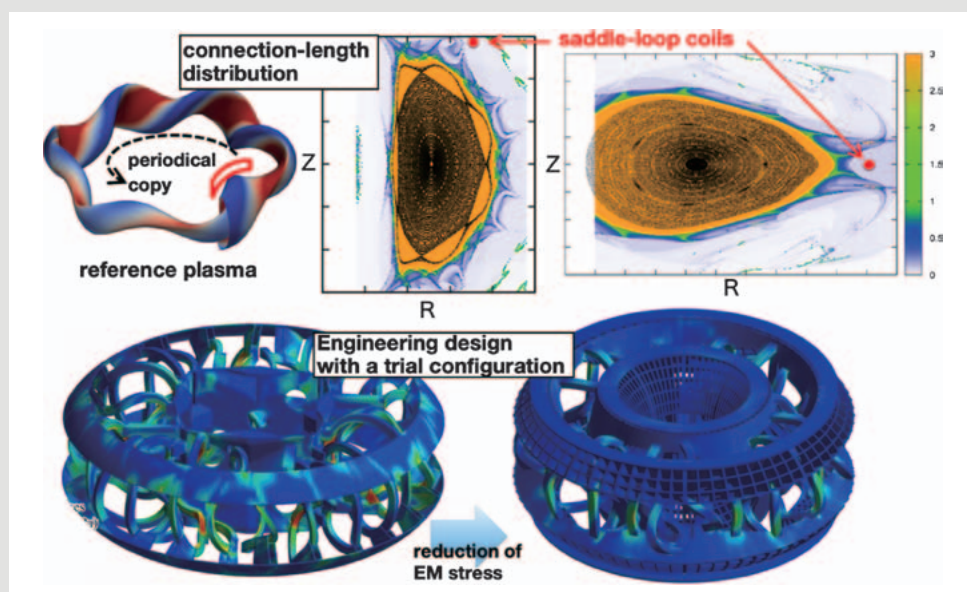 connection-length
distribution
saddle-loop coils
periodical
copy
reference plasma
Z
R
Z
R
3
2.5
2
1.5
1
0.5
0
Engineering design
with a trial configuration
reduction of
EM stress